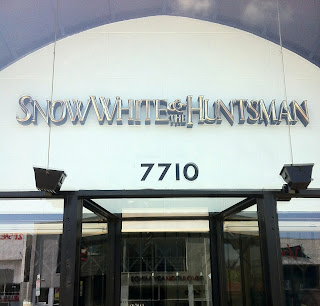 SNOW WHITE & THE HUNTSMAN
7710